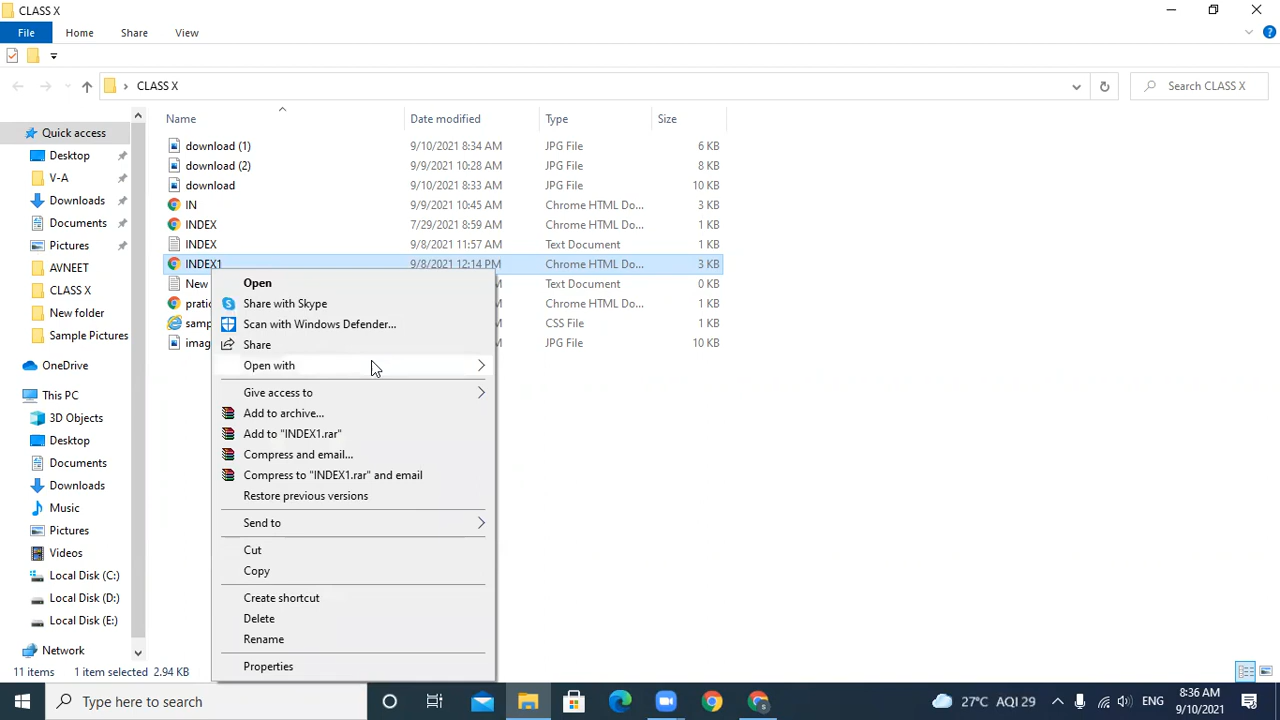 CLASS X
File Home Share View
CLASS X
Search CLASS X
Name Date modified Type Size
Quick access
Desktop
V-A
Downloads
Documents
Pictures
AVNEET
CLASS X
New folder
Sample Pictures
OneDrive
This PC
3D Objects
Desktop
Documents
Downloads
Music
Pictures
Videos
Local Disk (C:)
Local Disk (D:)
Local Disk (E:)
Network
download (1) 9/10/2021 8:34 AM JPG File 6 KB
download (2) 9/9/2021 10:28 AM JPG File 8 KB
download 9/10/2021 8:33 AM JPG File 10 KB
IN 9/9/2021 10:45 AM Chrome HTML Do... 3 KB
INDEX 7/29/2021 8:59 AM Chrome HTML Do... 1 KB
INDEX 9/8/2021 11:57 AM Text Document 1 KB
INDEX1 9/8/2021 12:14 PM Chrome HTML Do... 3 KB
New M Text Document 0 KB
pratic M Chrome HTML Do... 1 KB
samp M CSS File 1 KB
imag M JPG File 10 KB
Open
Share with Skype
Scan with Windows Defender...
Share
Open with
Give access to
Add to archive...
Add to "INDEX1.rar"
Compress and email...
Compress to "INDEX1.rar" and email
Restore previous versions
Send to
Cut
Copy
Create shortcut
Delete
Rename
Properties
11 items 1 item selected 2.94 KB
Type here to search
27°C AQI 29
ENG
8:36 AM
9/10/2021